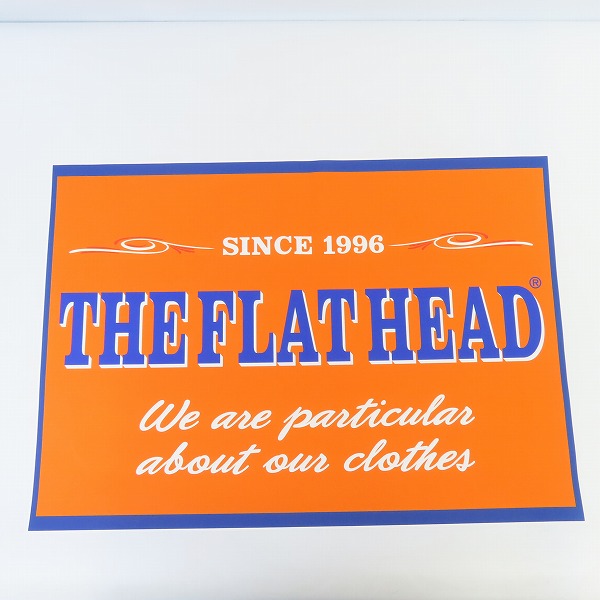 SINCE 1996
THE FLAT HEAD®
We are particular
about our clothes